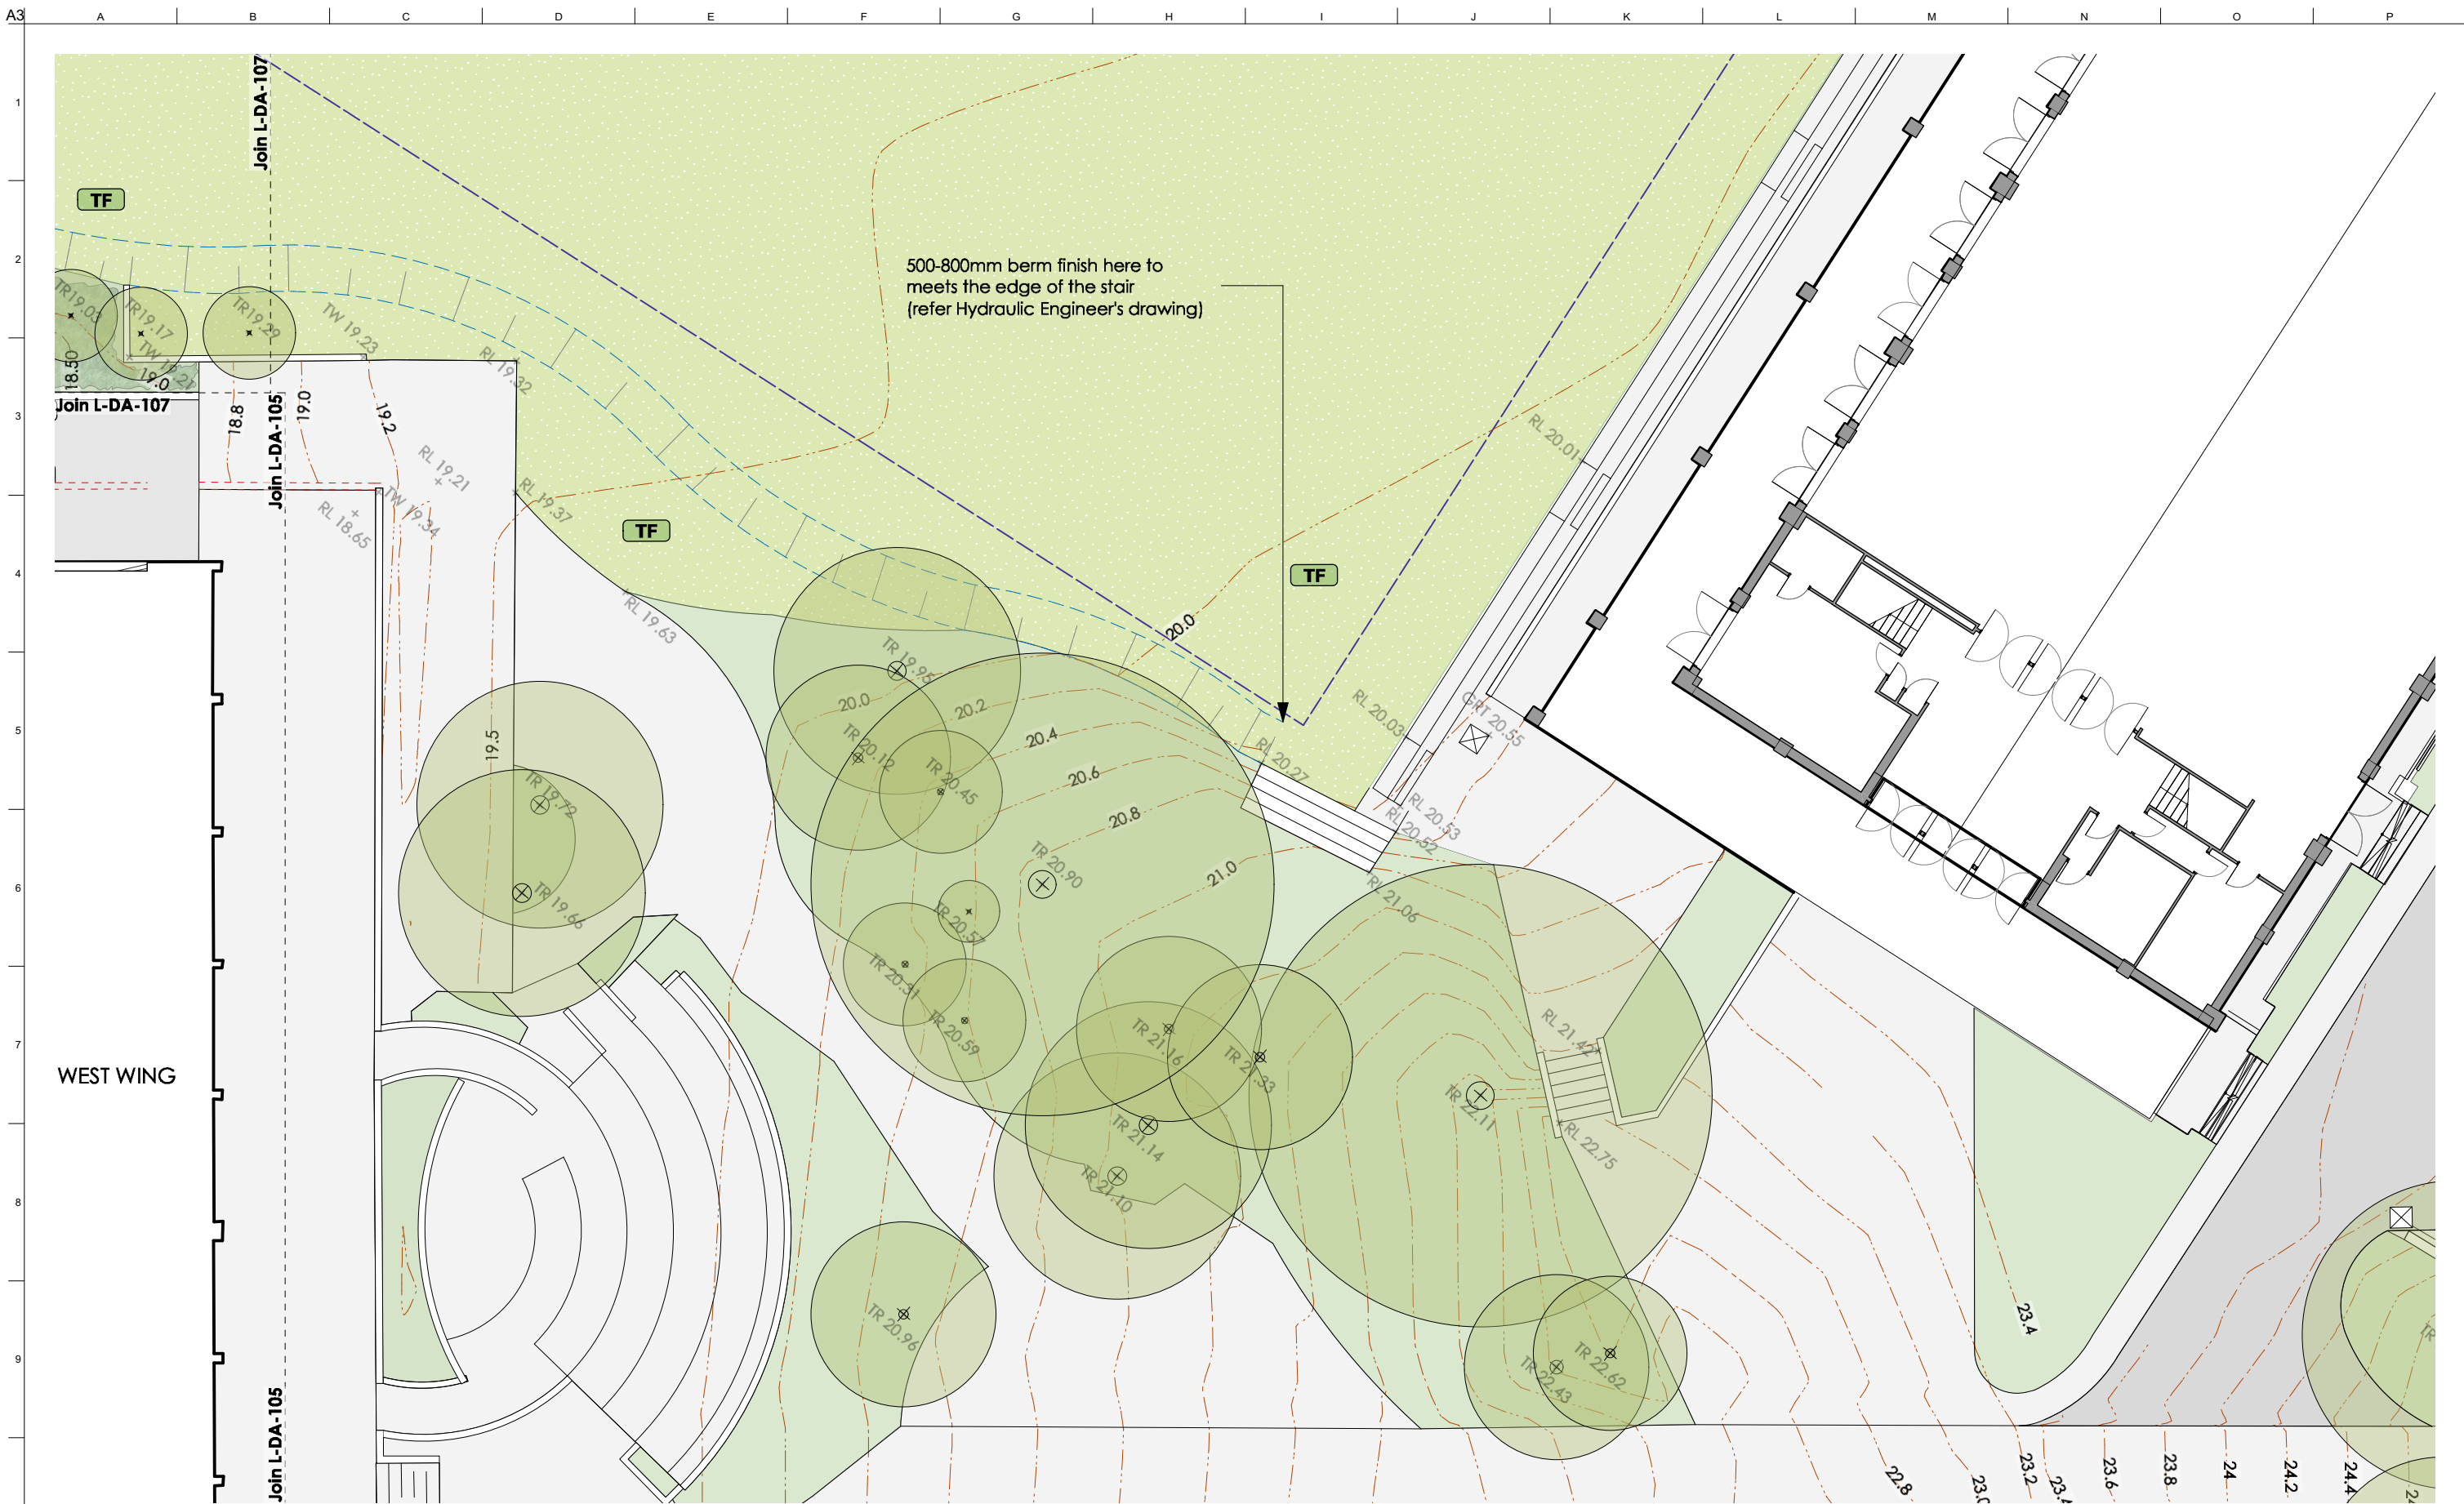 A3
A
B
C
D
E
F
G
H
I
J
K
L
M
N
O
P
1
2
3
4
5
6
7
8
9
Join L-DA-107
TF
500-800mm berm finish here to
meets the edge of the stair
(refer Hydraulic Engineer's drawing)
TR19.03
TR19.17
TR19.29
TW 19.23
TW 19.21
18.50
19.0
Join L-DA-107
RL 19.32
18.8
19.0
19.2
Join L-DA-105
RL 19.21
TW 19.34
RL 18.65
RL 19.37
RL 20.01
TF
TF
RL 19.63
20.0
TR 19.95
20.0
20.2
20.4
20.6
20.8
21.0
19.5
TR 20.12
TR 20.45
RL 20.27
RL 20.03
GRT 20.55
RL 20.53
RL 20.52
TR 19.72
TR 19.66
TR 20.90
TR 20.57
RL 21.06
TR 20.31
TR 20.59
TR 21.16
TR 21.33
RL 21.42
WEST WING
TR 22.11
TR 21.14
RL 22.75
TR 21.10
TR 20.96
TR 22.43
TR 22.62
23.4
TR
Join L-DA-105
22.8
23.2
23.6
23.8
24
24.2
24.4